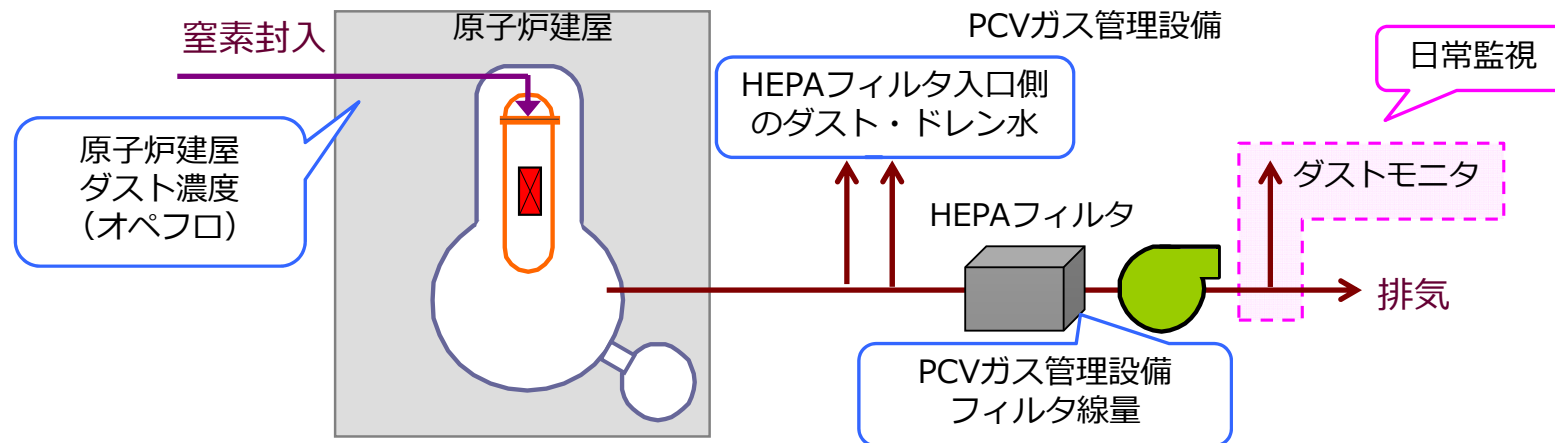 窒素封入
原子炉建屋
PCVガス管理設備
日常監視
HEPAフィルタ入口側
のダスト・ドレン水
原子炉建屋
ダスト濃度
（オペフロ）
ダストモニタ
HEPAフィルタ
排気
PCVガス管理設備
フィルタ線量